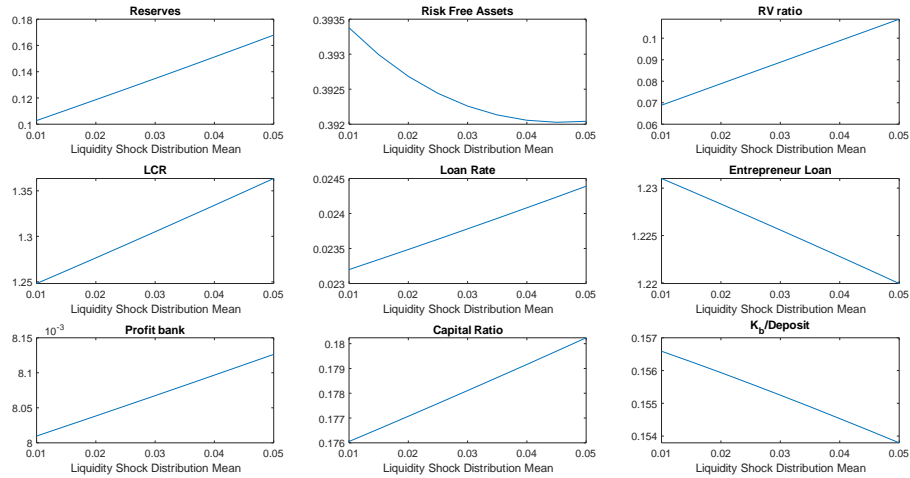 Reserves
0.18
0.16
0.14
0.12
0.1
0.01 0.02 0.03 0.04 0.05
Liquidity Shock Distribution Mean
Risk Free Assets
0.3935
0.393
0.3925
0.392
0.01 0.02 0.03 0.04 0.05
Liquidity Shock Distribution Mean
RV ratio
0.1
0.09
0.08
0.07
0.06
0.01 0.02 0.03 0.04 0.05
Liquidity Shock Distribution Mean
LCR
1.35
1.3
1.25
0.01 0.02 0.03 0.04 0.05
Liquidity Shock Distribution Mean
Loan Rate
0.0245
0.024
0.0235
0.023
0.01 0.02 0.03 0.04 0.05
Liquidity Shock Distribution Mean
Entrepreneur Loan
1.23
1.225
1.22
0.01 0.02 0.03 0.04 0.05
Liquidity Shock Distribution Mean
Profit bank
10⁻³
8.15
8.1
8.05
8
0.01 0.02 0.03 0.04 0.05
Liquidity Shock Distribution Mean
Capital Ratio
0.18
0.179
0.178
0.177
0.176
0.01 0.02 0.03 0.04 0.05
Liquidity Shock Distribution Mean
K_b/Deposit
0.157
0.156
0.155
0.154
0.01 0.02 0.03 0.04 0.05
Liquidity Shock Distribution Mean